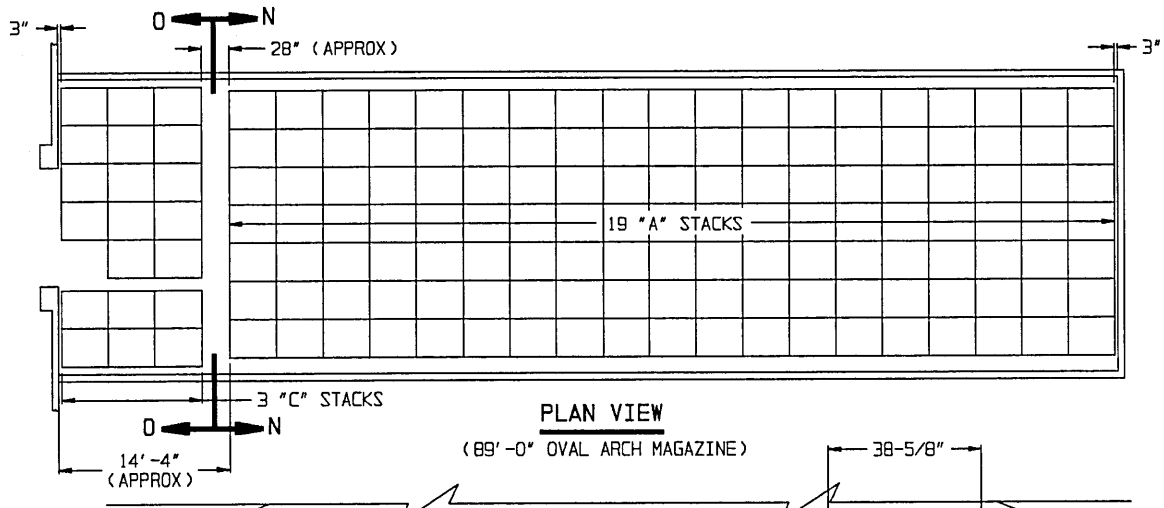 3"
O N
28" (APPROX)
3"
19 "A" STACKS
3 "C" STACKS
O N
14'-4"
(APPROX)
PLAN VIEW
(89'-0" OVAL ARCH MAGAZINE)
38-5/8"